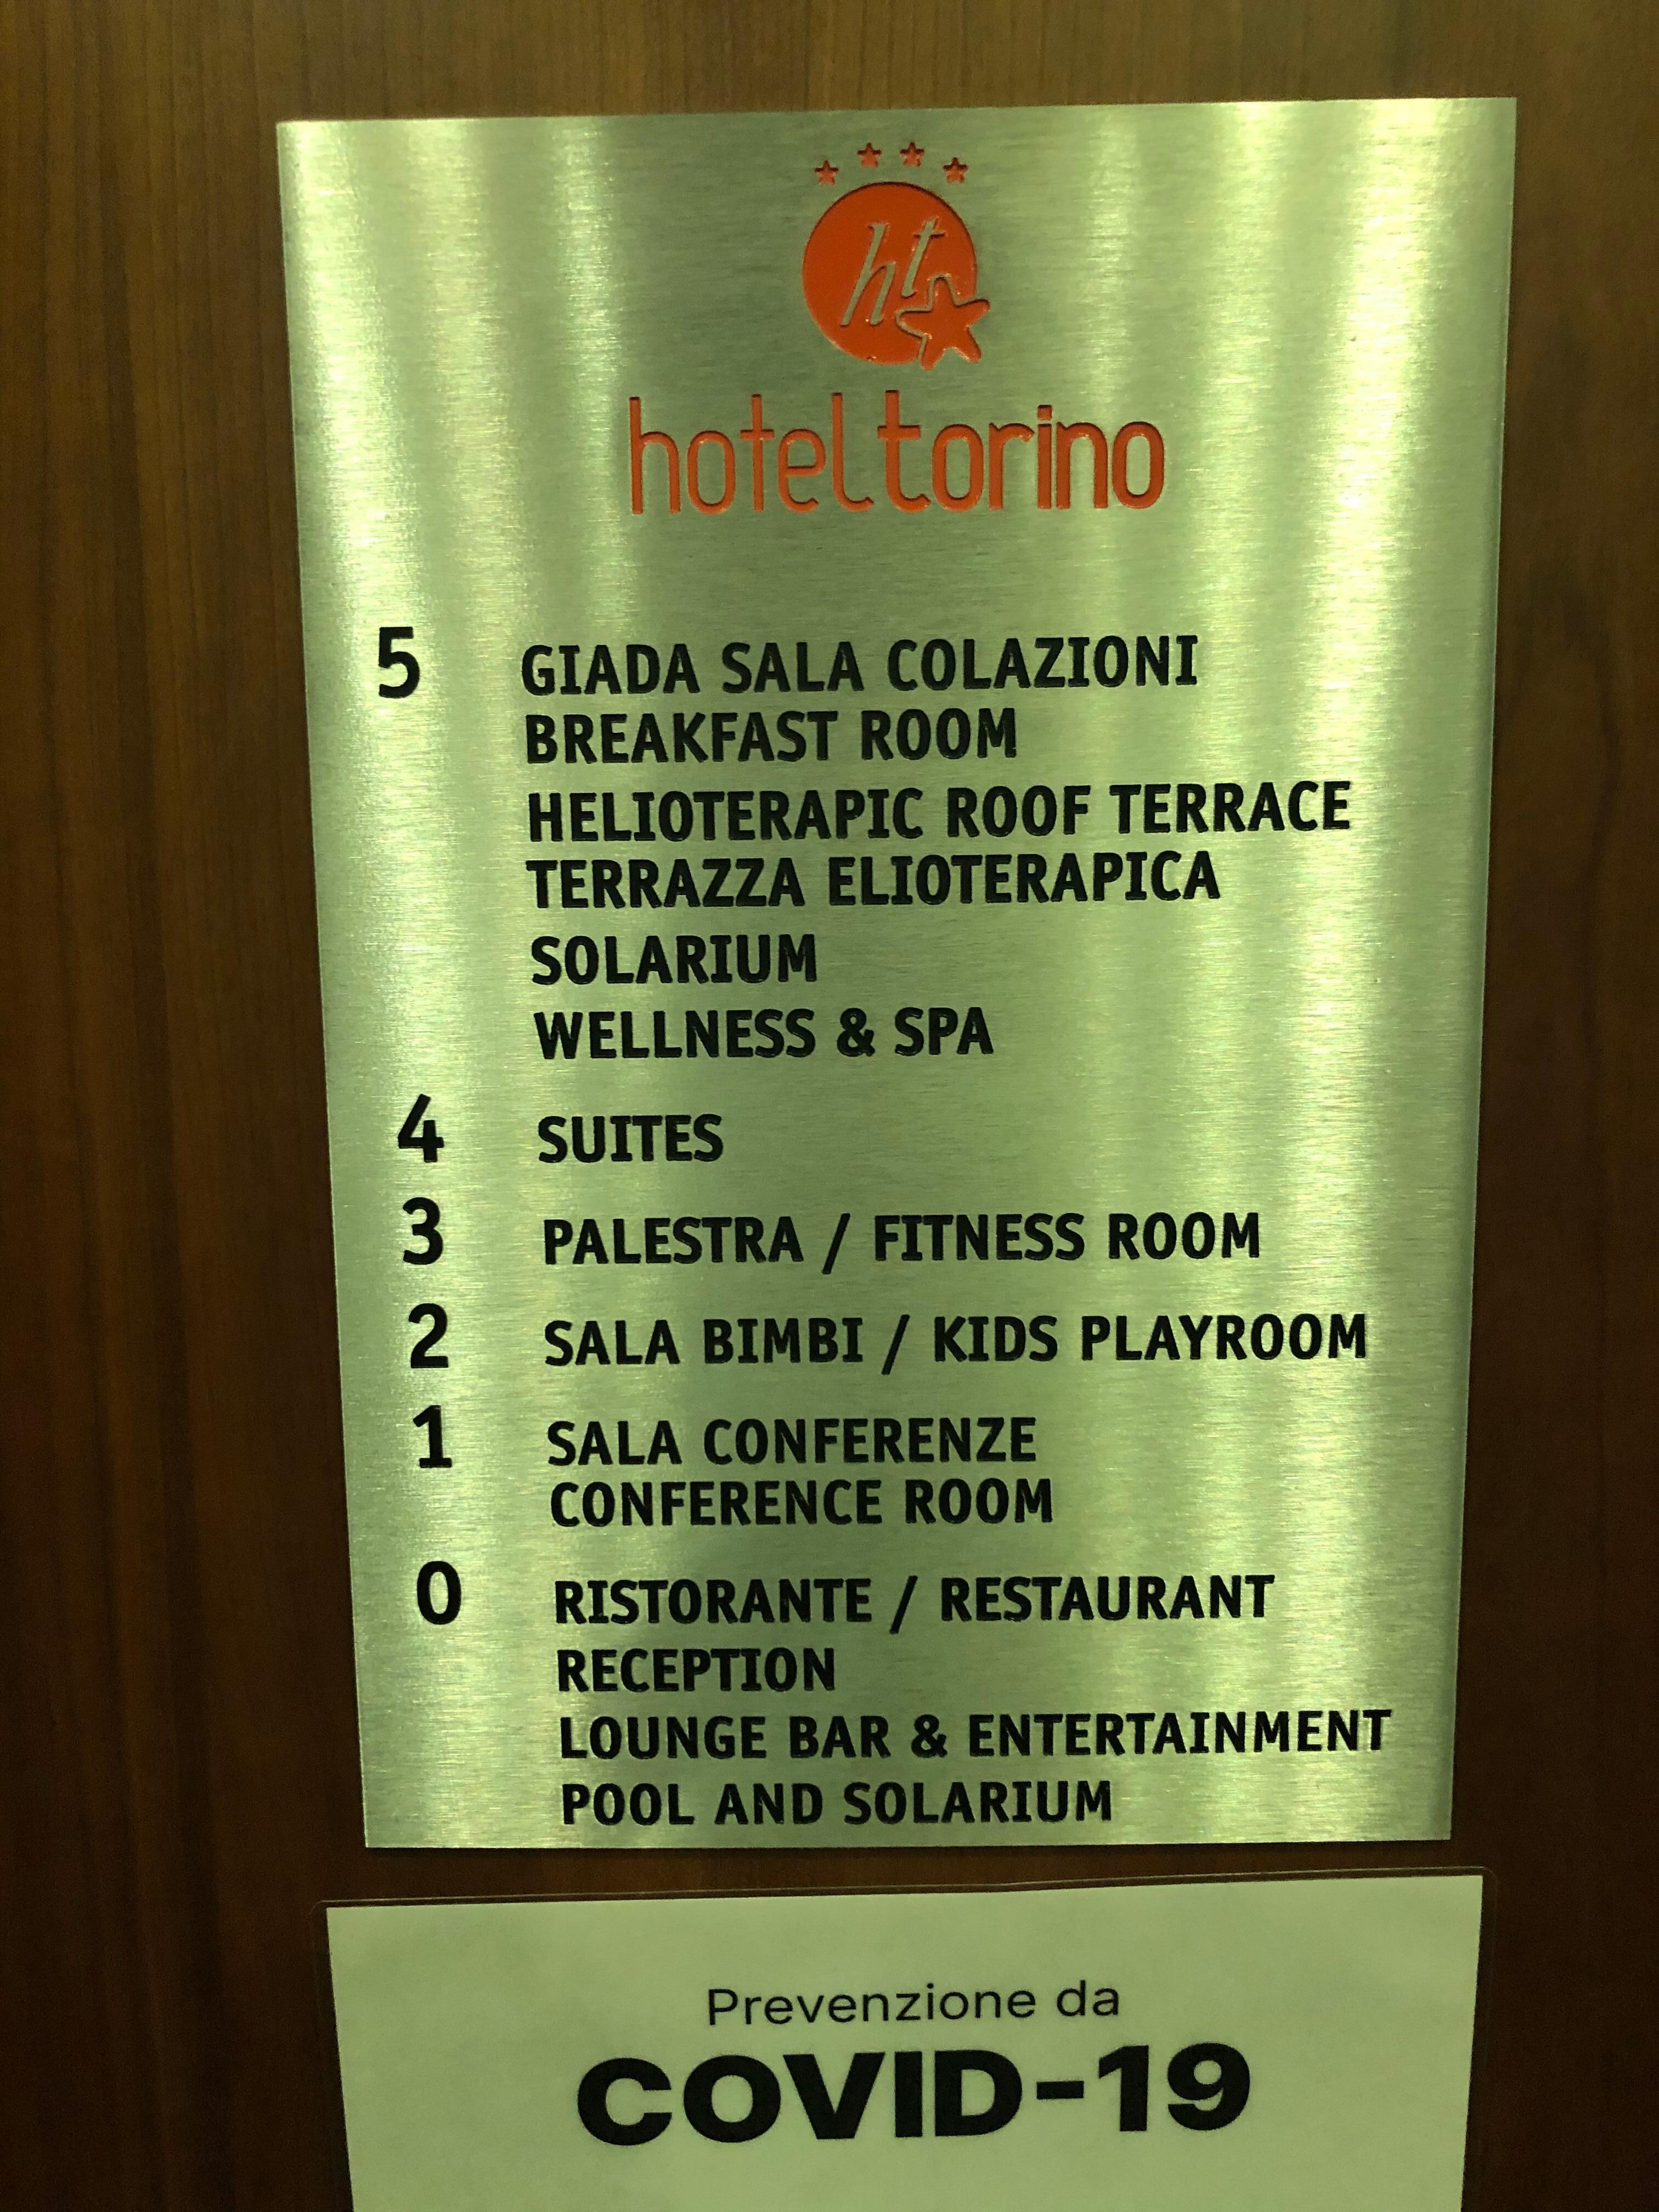 ht
hoteltorino
5 GIADA SALA COLAZIONI
BREAKFAST ROOM
HELIOTERAPIC ROOF TERRACE
TERRAZZA ELIOTERAPICA
SOLARIUM
WELLNESS & SPA
4 SUITES
3 PALESTRA / FITNESS ROOM
2 SALA BIMBI / KIDS PLAYROOM
1 SALA CONFERENZE
CONFERENCE ROOM
0 RISTORANTE / RESTAURANT
RECEPTION
LOUNGE BAR & ENTERTAINMENT
POOL AND SOLARIUM
Prevenzione da
COVID-19